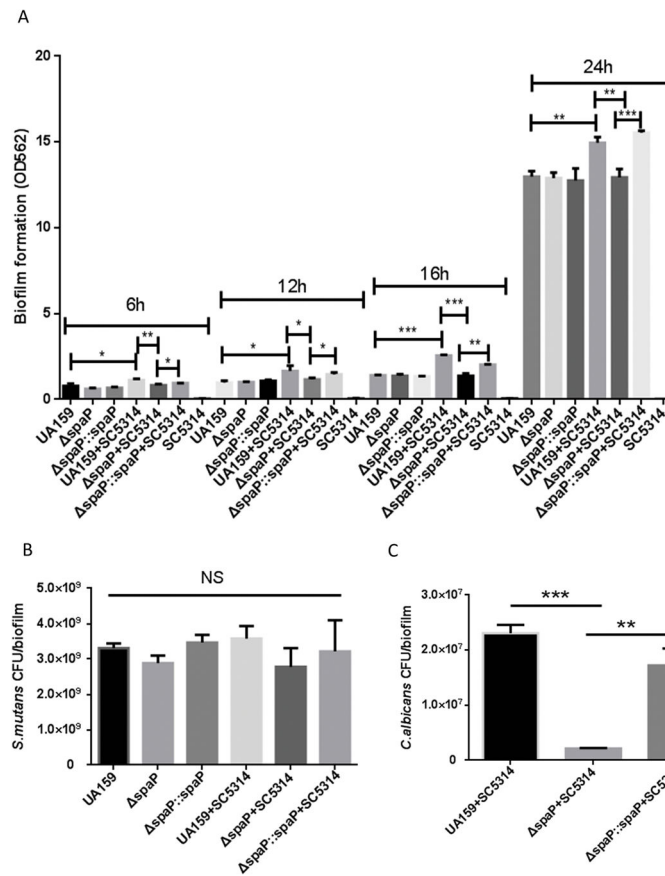 A
Biofilm formation (OD562)
20
15
10
5
0
6h
12h
16h
24h
* ** *
* * *
*** *** **
** ** ***
UA159
ΔspaP
ΔspaP::spaP
UA159+SC5314
ΔspaP+SC5314
ΔspaP::spaP+SC5314
SC5314
UA159
ΔspaP
ΔspaP::spaP
UA159+SC5314
ΔspaP+SC5314
ΔspaP::spaP+SC5314
SC5314
UA159
ΔspaP
ΔspaP::spaP
UA159+SC5314
ΔspaP+SC5314
ΔspaP::spaP+SC5314
SC5314
UA159
ΔspaP
ΔspaP::spaP
UA159+SC5314
ΔspaP+SC5314
ΔspaP::spaP+SC5314
SC5314
B
S.mutans CFU/biofilm
5.0×10⁹
4.0×10⁹
3.0×10⁹
2.0×10⁹
1.0×10⁹
0
NS
UA159
ΔspaP
ΔspaP::spaP
UA159+SC5314
ΔspaP+SC5314
ΔspaP::spaP+SC5314
C
C.albicans CFU/biofilm
3.0×10⁷
2.0×10⁷
1.0×10⁷
0
***
**
UA159+SC5314
ΔspaP+SC5314
ΔspaP::spaP+SC53